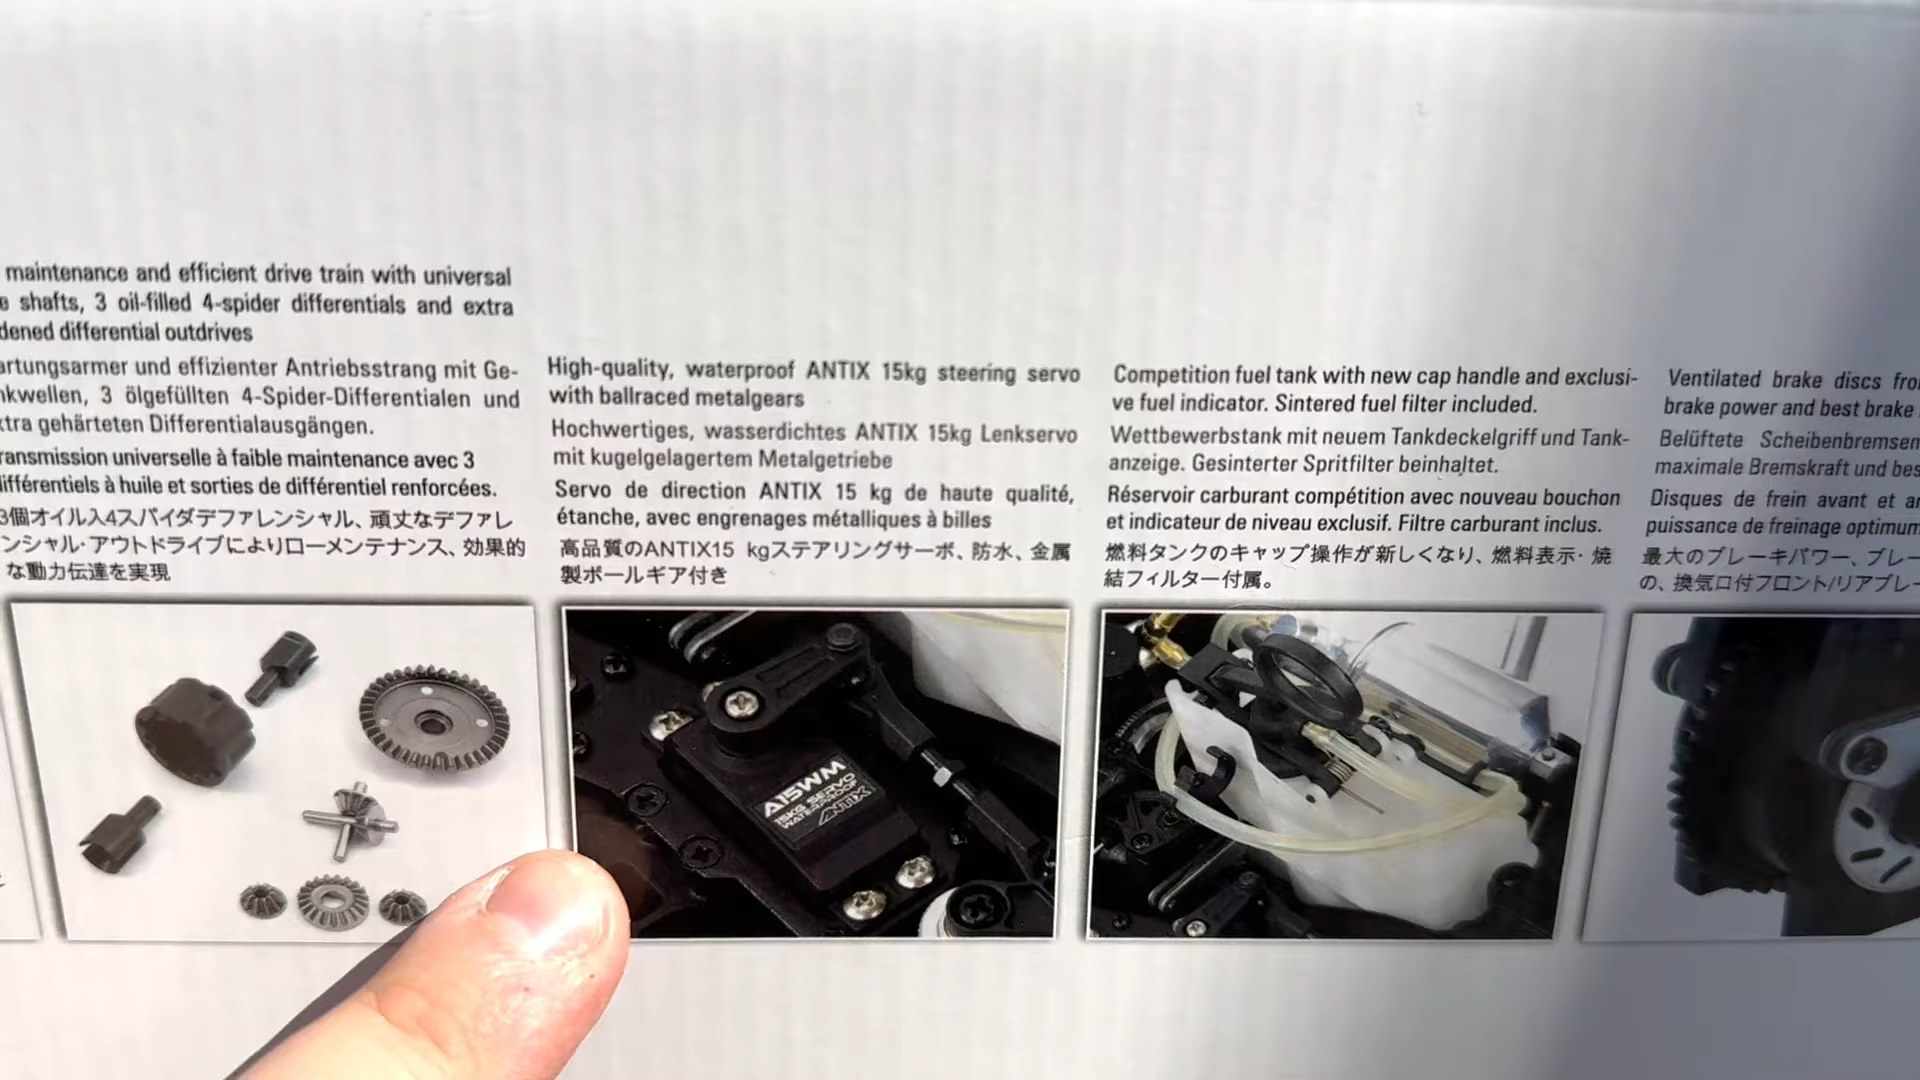 maintenance and efficient drive train with universal
shafts, 3 oil-filled 4-spider differentials and extra
differential outdrives
und effizienter Antriebsstrang mit Ge-
3 ölgefüllten 4-Spider-Differentialen und
gehärteten Differentialausgängen.
universelle à faible maintenance avec 3
à huile et sorties de différentiel renforcées.
3個オイル入4スパイダデファレンシャル、頑丈なデファレ
ンシャル・アウトドライブによりローメンテナンス、効果的
な動力伝達を実現
High-quality, waterproof ANTIX 15kg steering servo
with ballraced metalgears
Hochwertiges, wasserdichtes ANTIX 15kg Lenkservo
mit kugelgelagertem Metalgetriebe
Servo de direction ANTIX 15 kg de haute qualité,
étanche, avec engrenages métalliques à billes
高品質のANTIX15 kgステアリングサーボ、防水、金属
製ボールギア付き
A15WM
15KG SERVO
WATERPROOF
ANTIX
Competition fuel tank with new cap handle and exclusi-
ve fuel indicator. Sintered fuel filter included.
Wettbewerbstank mit neuem Tankdeckelgriff und Tank-
anzeige. Gesinterter Spritfilter beinhaltet.
Réservoir carburant compétition avec nouveau bouchon
et indicateur de niveau exclusif. Filtre carburant inclus.
燃料タンクのキャップ操作が新しくなり、燃料表示・焼
結フィルター付属。
Ventilated brake discs
brake power and best brake
Belüftete Scheibenbremsen
maximale Bremskraft und
Disques de frein avant et
puissance de freinage
最大のブレーキパワー、ブレー
の、換気口付フロント/リアブレー